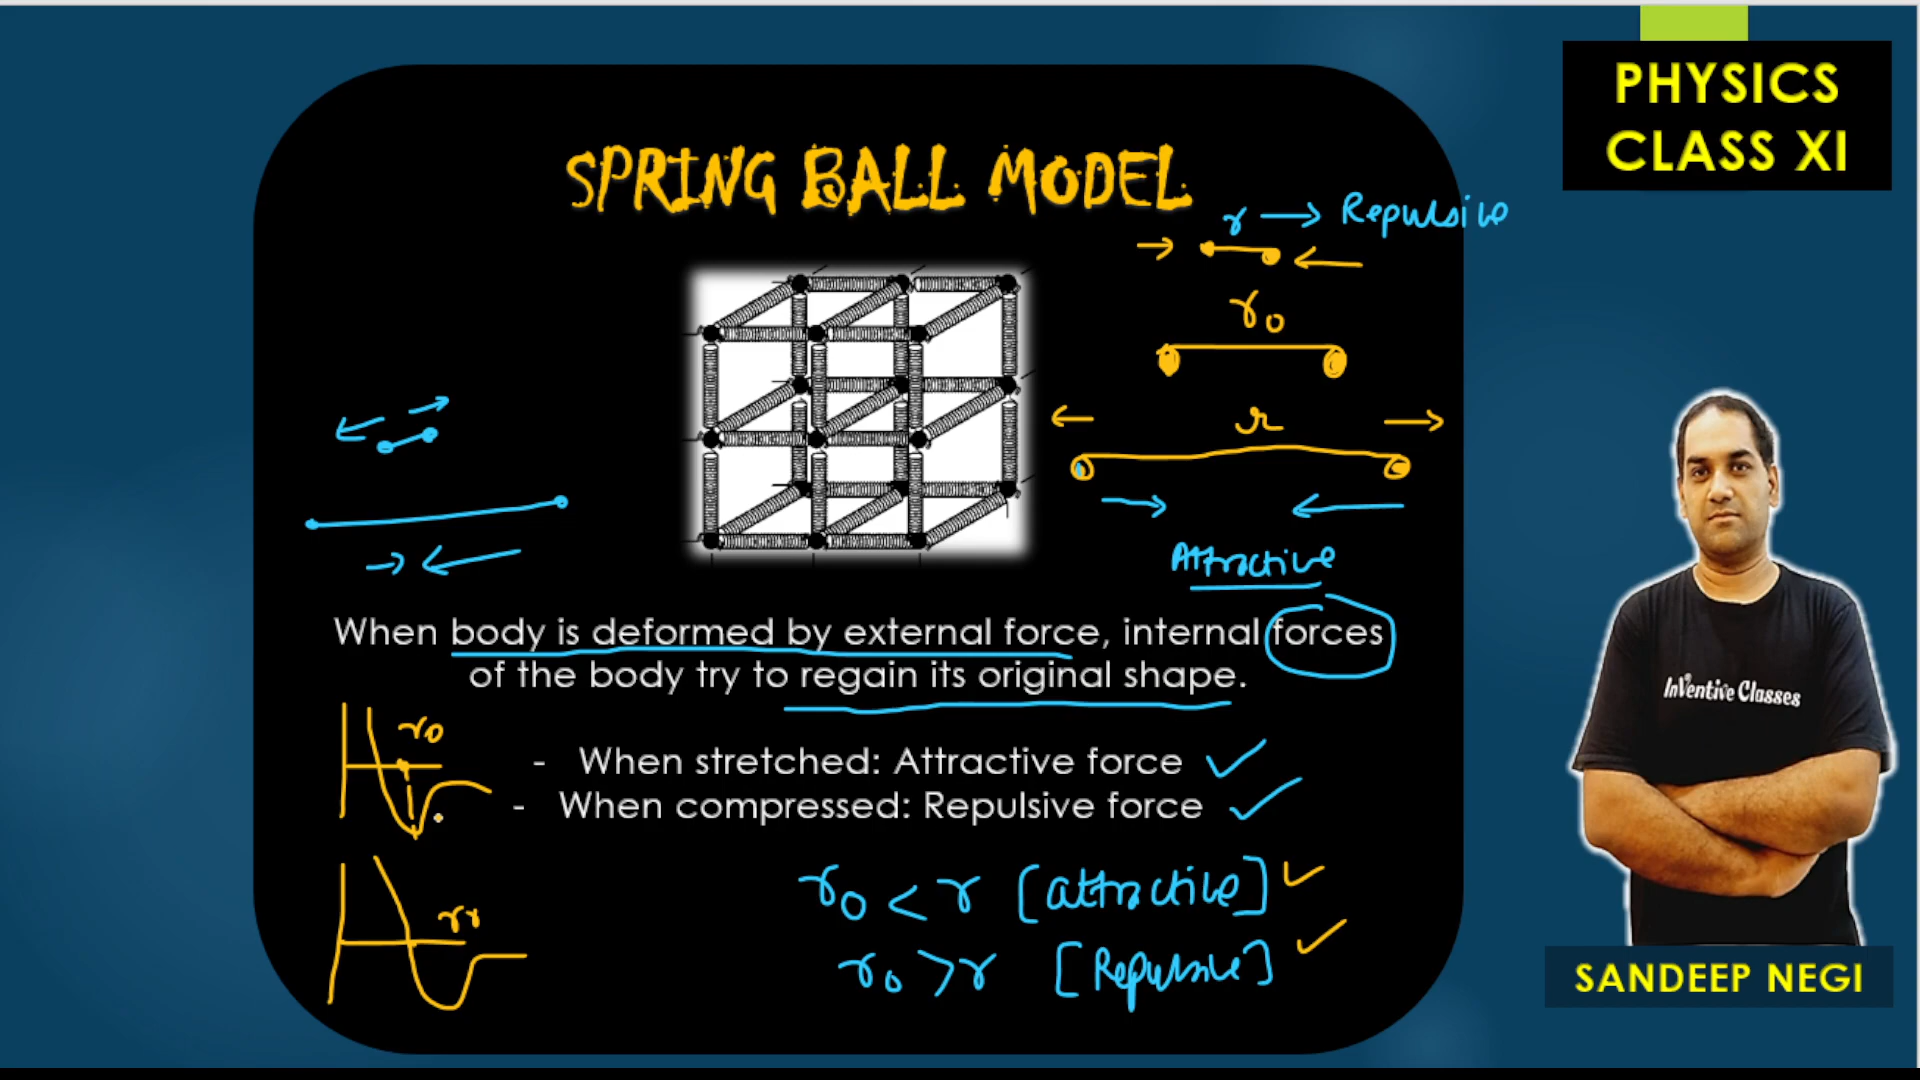 PHYSICS
CLASS XI
SPRING BALL MODEL
r → Repulsive
r₀
r
Attractive
When body is deformed by external force, internal forces
of the body try to regain its original shape.
r₀
- When stretched: Attractive force
- When compressed: Repulsive force
r₀ < r [attractive]
r₀ > r [Repulsive]
InVentive Classes
SANDEEP NEGI